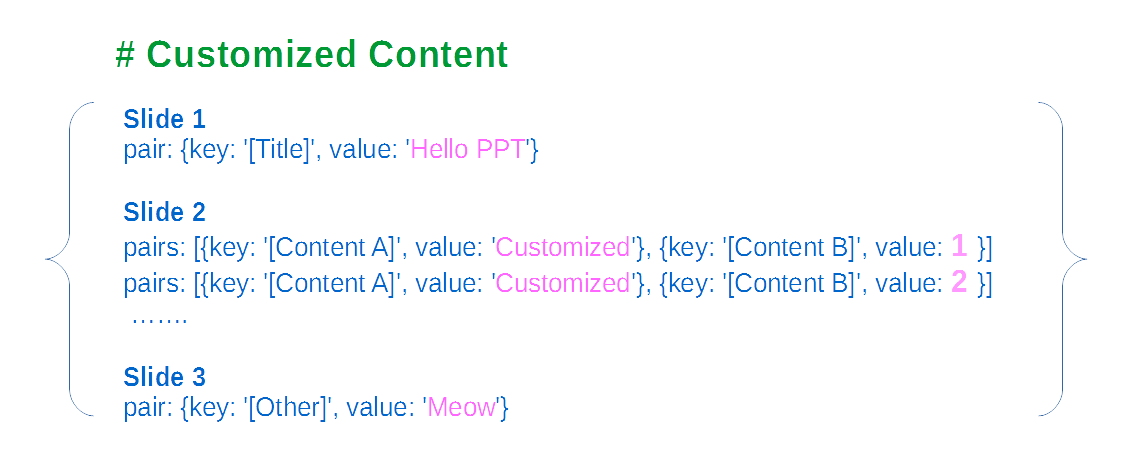 # Customized Content
Slide 1
pair: {key: '[Title]', value: 'Hello PPT'}
Slide 2
pairs: [{key: '[Content A]', value: 'Customized'}, {key: '[Content B]', value: 1 }]
pairs: [{key: '[Content A]', value: 'Customized'}, {key: '[Content B]', value: 2 }]
…….
Slide 3
pair: {key: '[Other]', value: 'Meow'}